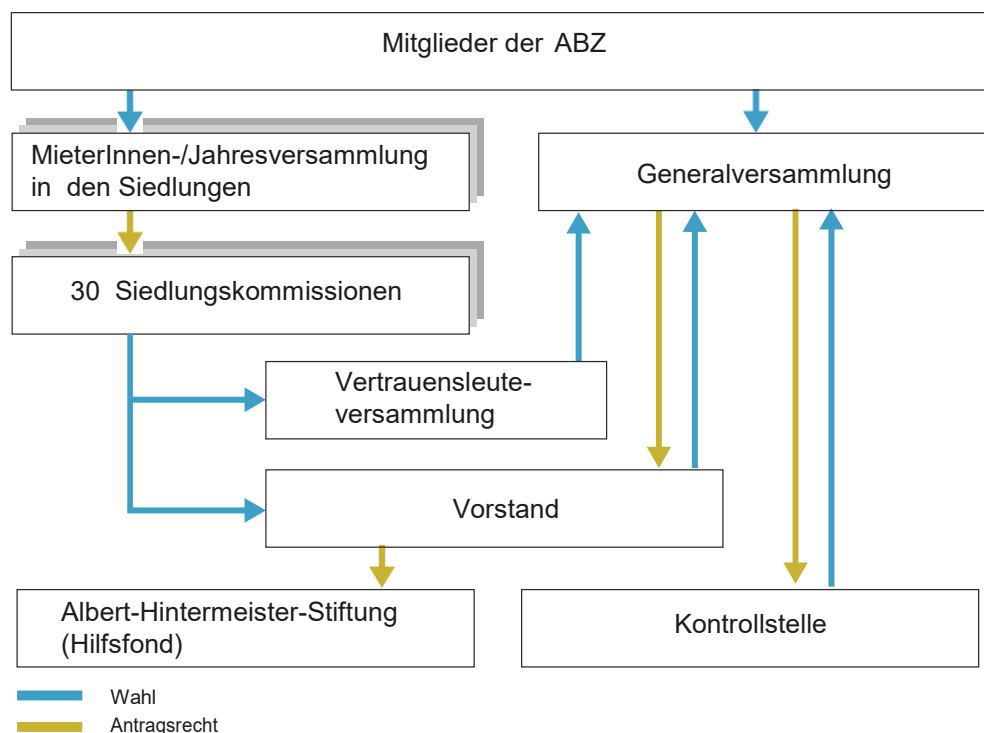 Mitglieder der ABZ
MieterInnen-/Jahresversammlung
in den Siedlungen
Generalversammlung
30 Siedlungskommissionen
Vertrauensleute-
versammlung
Vorstand
Albert-Hintermeister-Stiftung
(Hilfsfond)
Kontrollstelle
Wahl
Antragsrecht